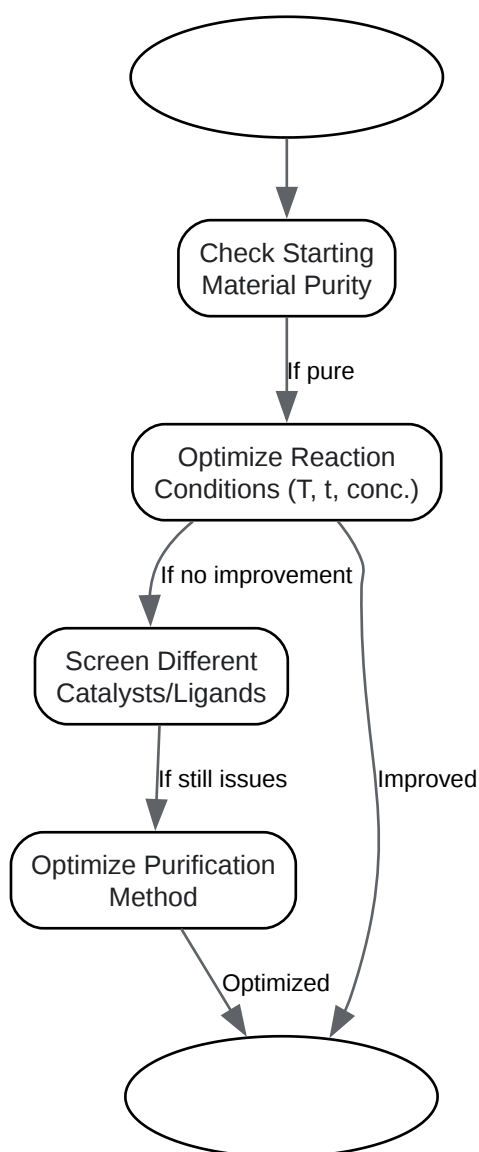 Check Starting
Material Purity
If pure
Optimize Reaction
Conditions (T, t, conc.)
If no improvement
Screen Different
Catalysts/Ligands
If still issues
Improved
Optimize Purification
Method
Optimized